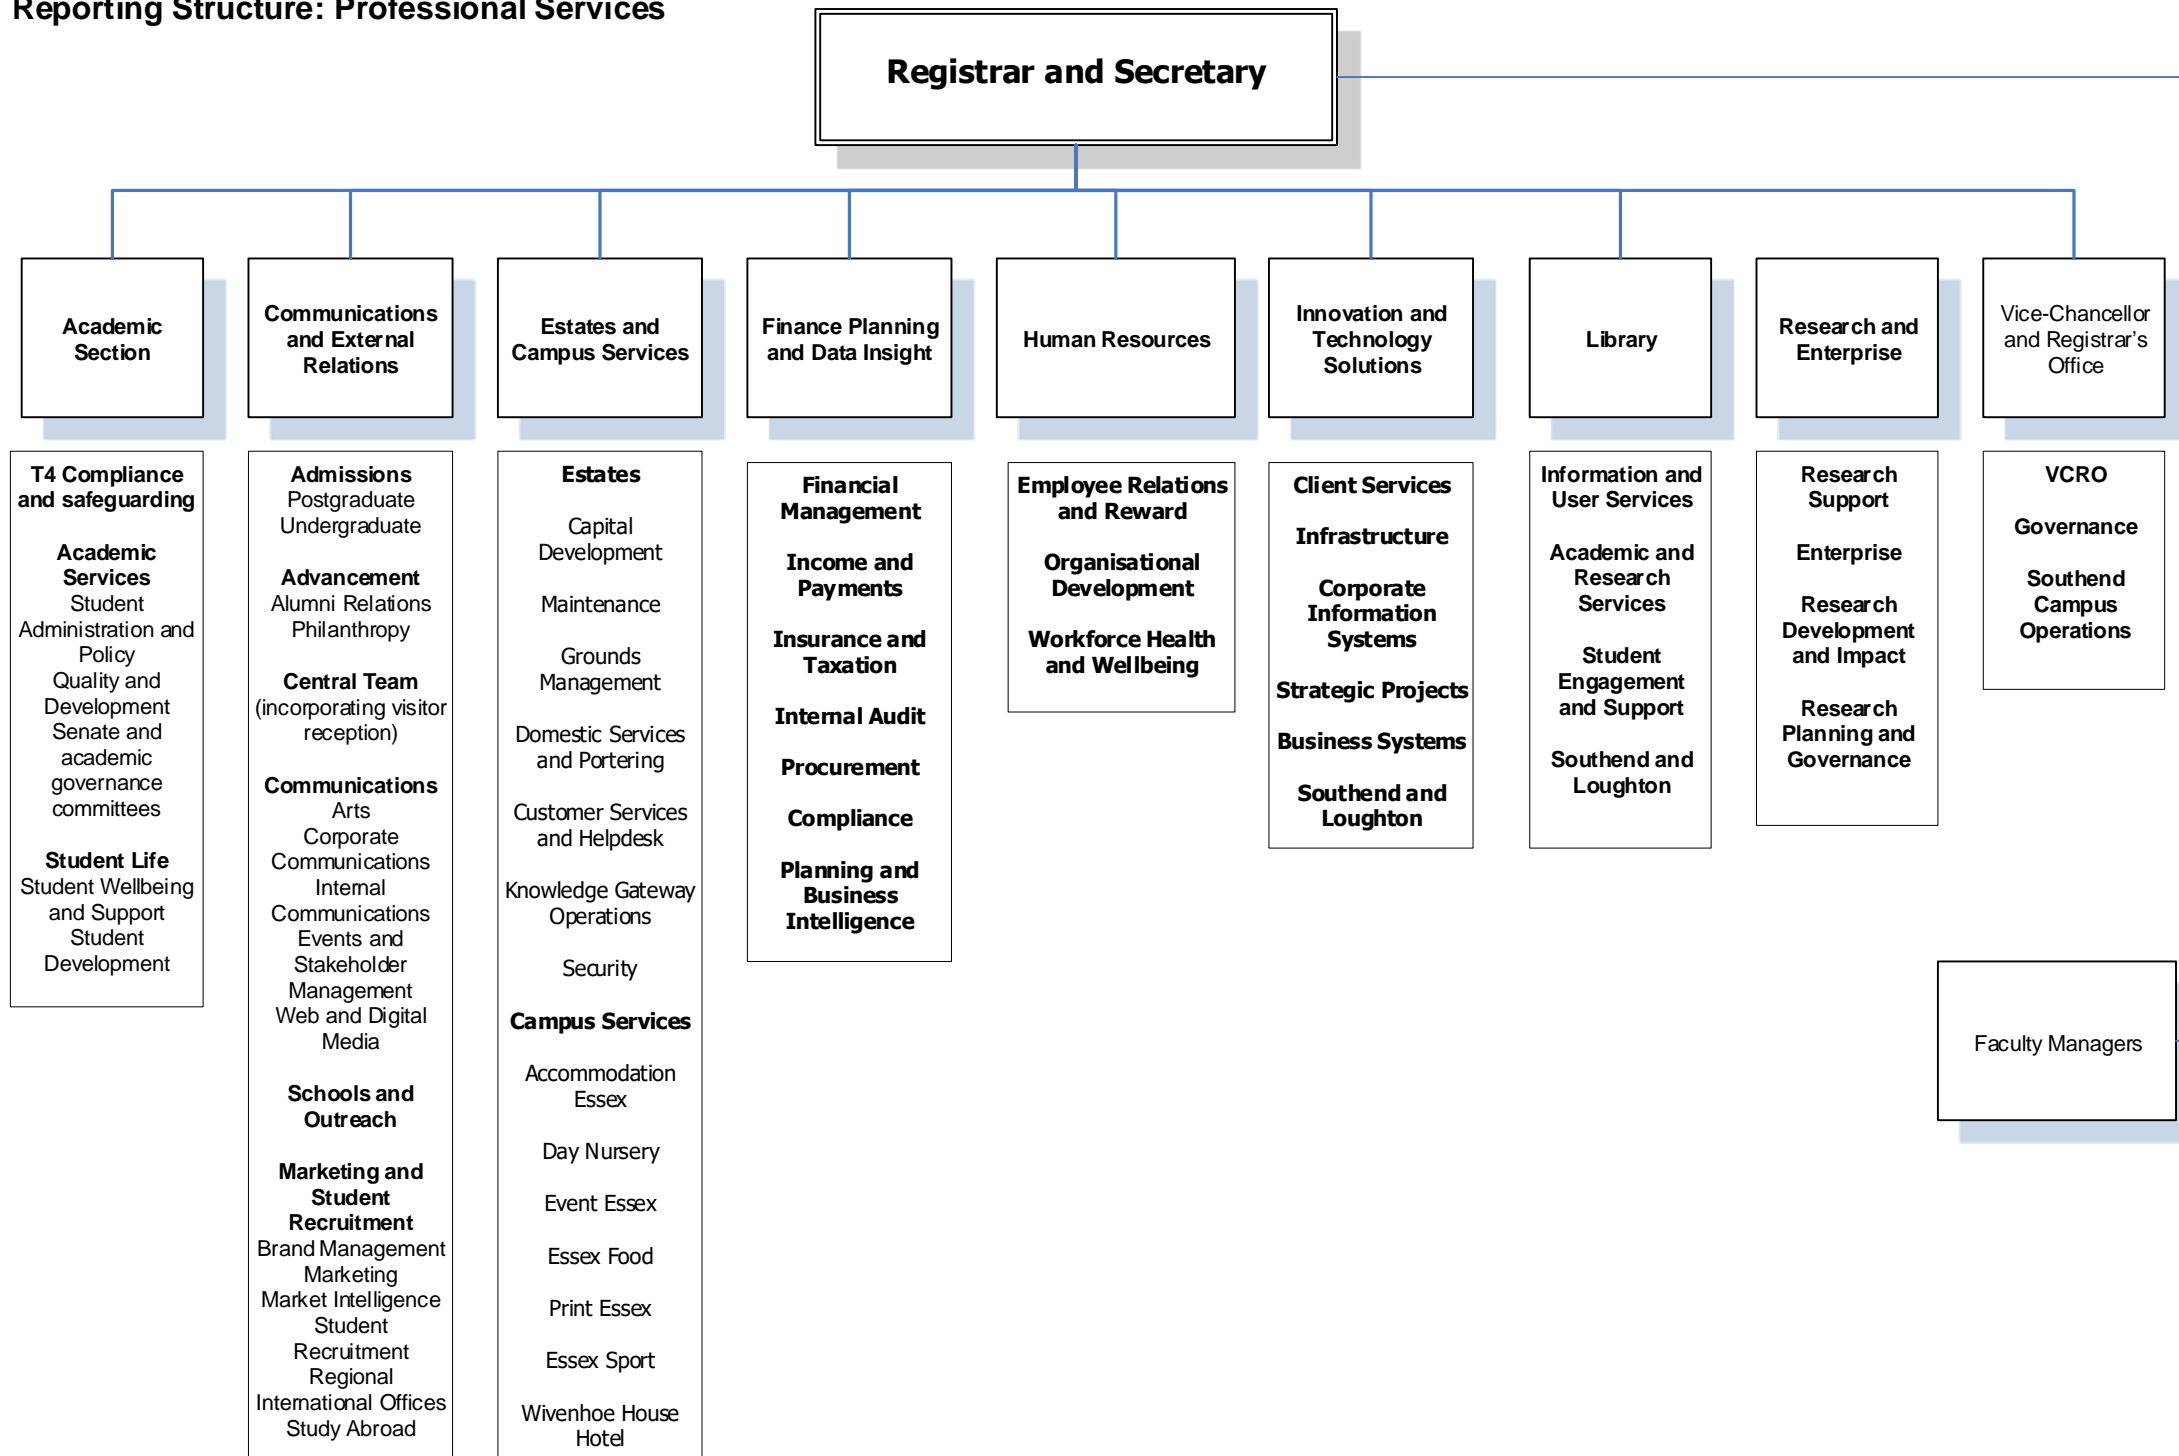 Reporting Structure: Professional Services
Registrar and Secretary
Academic
Section
Communications
and External
Relations
Estates and
Campus Services
Finance Planning
and Data Insight
Human Resources
Innovation and
Technology
Solutions
Library
Research and
Enterprise
Vice-Chancellor
and Registrar's
Office
T4 Compliance
and safeguarding
Academic
Services
Student
Administration and
Policy
Quality and
Development
Senate and
academic
governance
committees
Student Life
Student Wellbeing
and Support
Student
Development
Admissions
Postgraduate
Undergraduate
Advancement
Alumni Relations
Philanthropy
Central Team
(incorporating visitor
reception)
Communications
Arts
Corporate
Communications
Internal
Communications
Events and
Stakeholder
Management
Web and Digital
Media
Schools and
Outreach
Marketing and
Student
Recruitment
Brand Management
Marketing
Market Intelligence
Student
Recruitment
Regional
International Offices
Study Abroad
Estates
Capital
Development
Maintenance
Grounds
Management
Domestic Services
and Portering
Customer Services
and Helpdesk
Knowledge Gateway
Operations
Security
Campus Services
Accommodation
Essex
Day Nursery
Event Essex
Essex Food
Print Essex
Essex Sport
Wivenhoe House
Hotel
Financial
Management
Income and
Payments
Insurance and
Taxation
Internal Audit
Procurement
Compliance
Planning and
Business
Intelligence
Employee Relations
and Reward
Organisational
Development
Workforce Health
and Wellbeing
Client Services
Infrastructure
Corporate
Information
Systems
Strategic Projects
Business Systems
Southend and
Loughton
Information and
User Services
Academic and
Research
Services
Student
Engagement
and Support
Southend and
Loughton
Research
Support
Enterprise
Research
Development
and Impact
Research
Planning and
Governance
VCRO
Governance
Southend
Campus
Operations
Faculty Managers